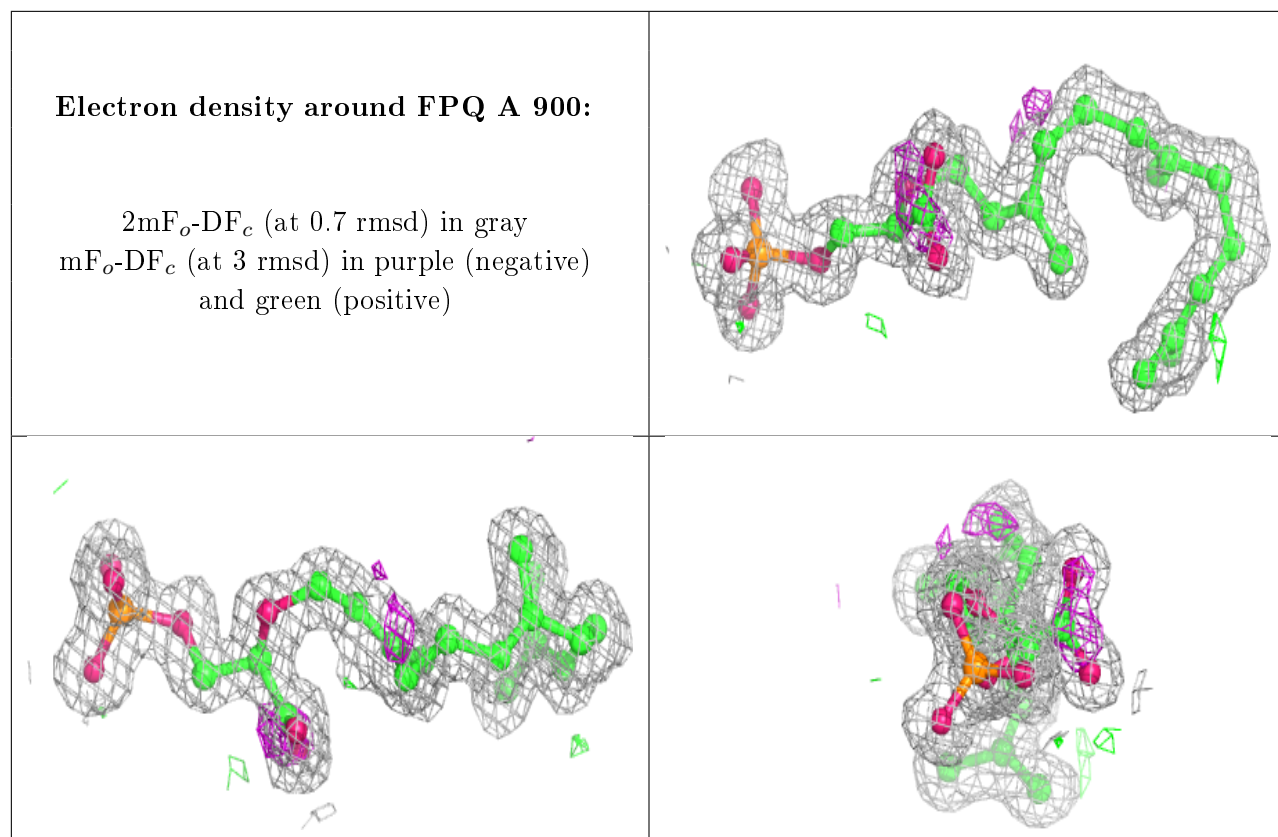 Electron density around FPQ A 900:
2mFo-DFc (at 0.7 rmsd) in gray
mFo-DFc (at 3 rmsd) in purple (negative)
and green (positive)